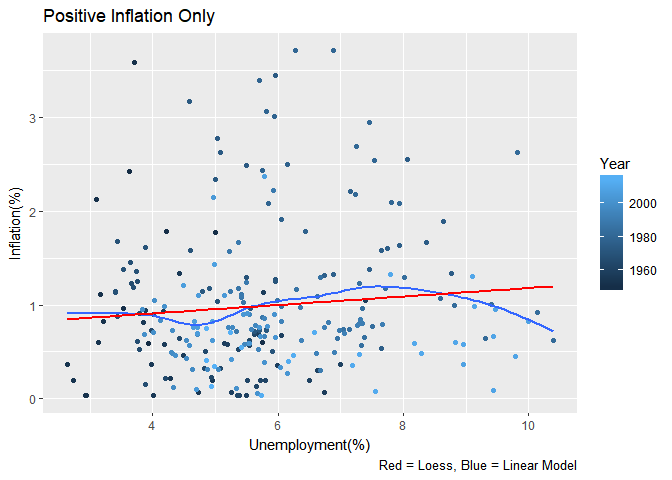 Positive Inflation Only
3
2
1
0
Inflation(%)
4
6
8
10
Unemployment(%)
Year
2000
1980
1960
Red = Loess, Blue = Linear Model